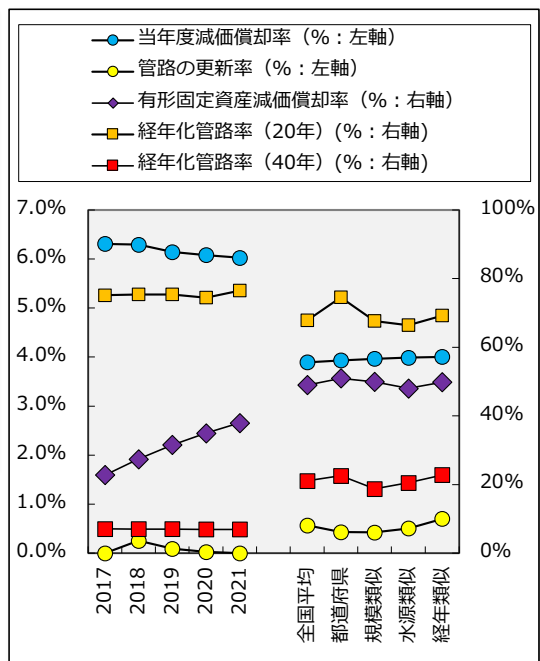 当年度減価償却率（%：左軸）
管路の更新率（%：左軸）
有形固定資産減価償却率（%：右軸）
経年化管路率（20年）(%：右軸)
経年化管路率（40年）(%：右軸)
7.0%
6.0%
5.0%
4.0%
3.0%
2.0%
1.0%
0.0%
100%
80%
60%
40%
20%
0%
2017
2018
2019
2020
2021
全国平均
都道府県
規模類似
水源類似
経年類似